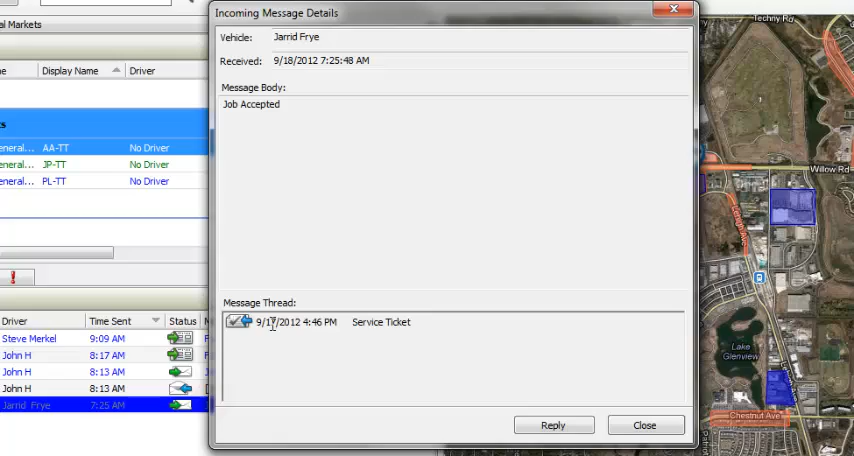 al Markets
Incoming Message Details
Vehicle: Jarrid Frye
Received: 9/18/2012 7:25:48 AM
Message Body:
Job Accepted
Display Name Driver
eneral... AA-TT No Driver
eneral... JP-TT No Driver
eneral... PL-TT No Driver
Message Thread:
9/17/2012 4:46 PM Service Ticket
Driver Time Sent Status
Steve Merkel 9:09 AM
John H 8:17 AM
John H 8:13 AM
John H 8:13 AM
Jarrid Frye 7:25 AM
Reply Close
Techny Rd
Willow Rd
Lehigh Ave
Lake
Glenview
Lehigh Ave
Chestnut Ave